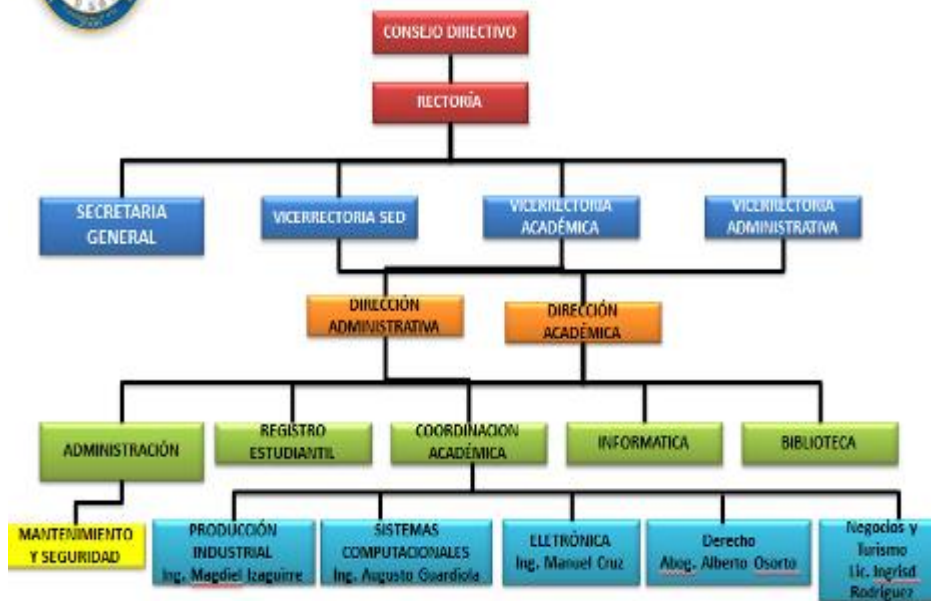 CONSEJO DIRECTIVO
RECTORÍA
SECRETARIA
GENERAL
VICERRECTORIA SED
VICERRECTORIA
ACADÉMICA
VICERRECTORIA
ADMINISTRATIVA
DIRECCIÓN
ADMINISTRATIVA
DIRECCIÓN
ACADÉMICA
ADMINISTRACIÓN
REGISTRO
ESTUDIANTIL
COORDINACION
ACADÉMICA
INFORMATICA
BIBLIOTECA
MANTENIMIENTO
Y SEGURIDAD
PRODUCCIÓN
INDUSTRIAL
Ing. Magdiel Izaguirre
SISTEMAS
COMPUTACIONALES
Ing. Augusto Guardiola
ELETRÓNICA
Ing. Manuel Cruz
Derecho
Abog. Alberto Osorto
Negocios y
Turismo
Lic. Ingrisd
Rodriguez